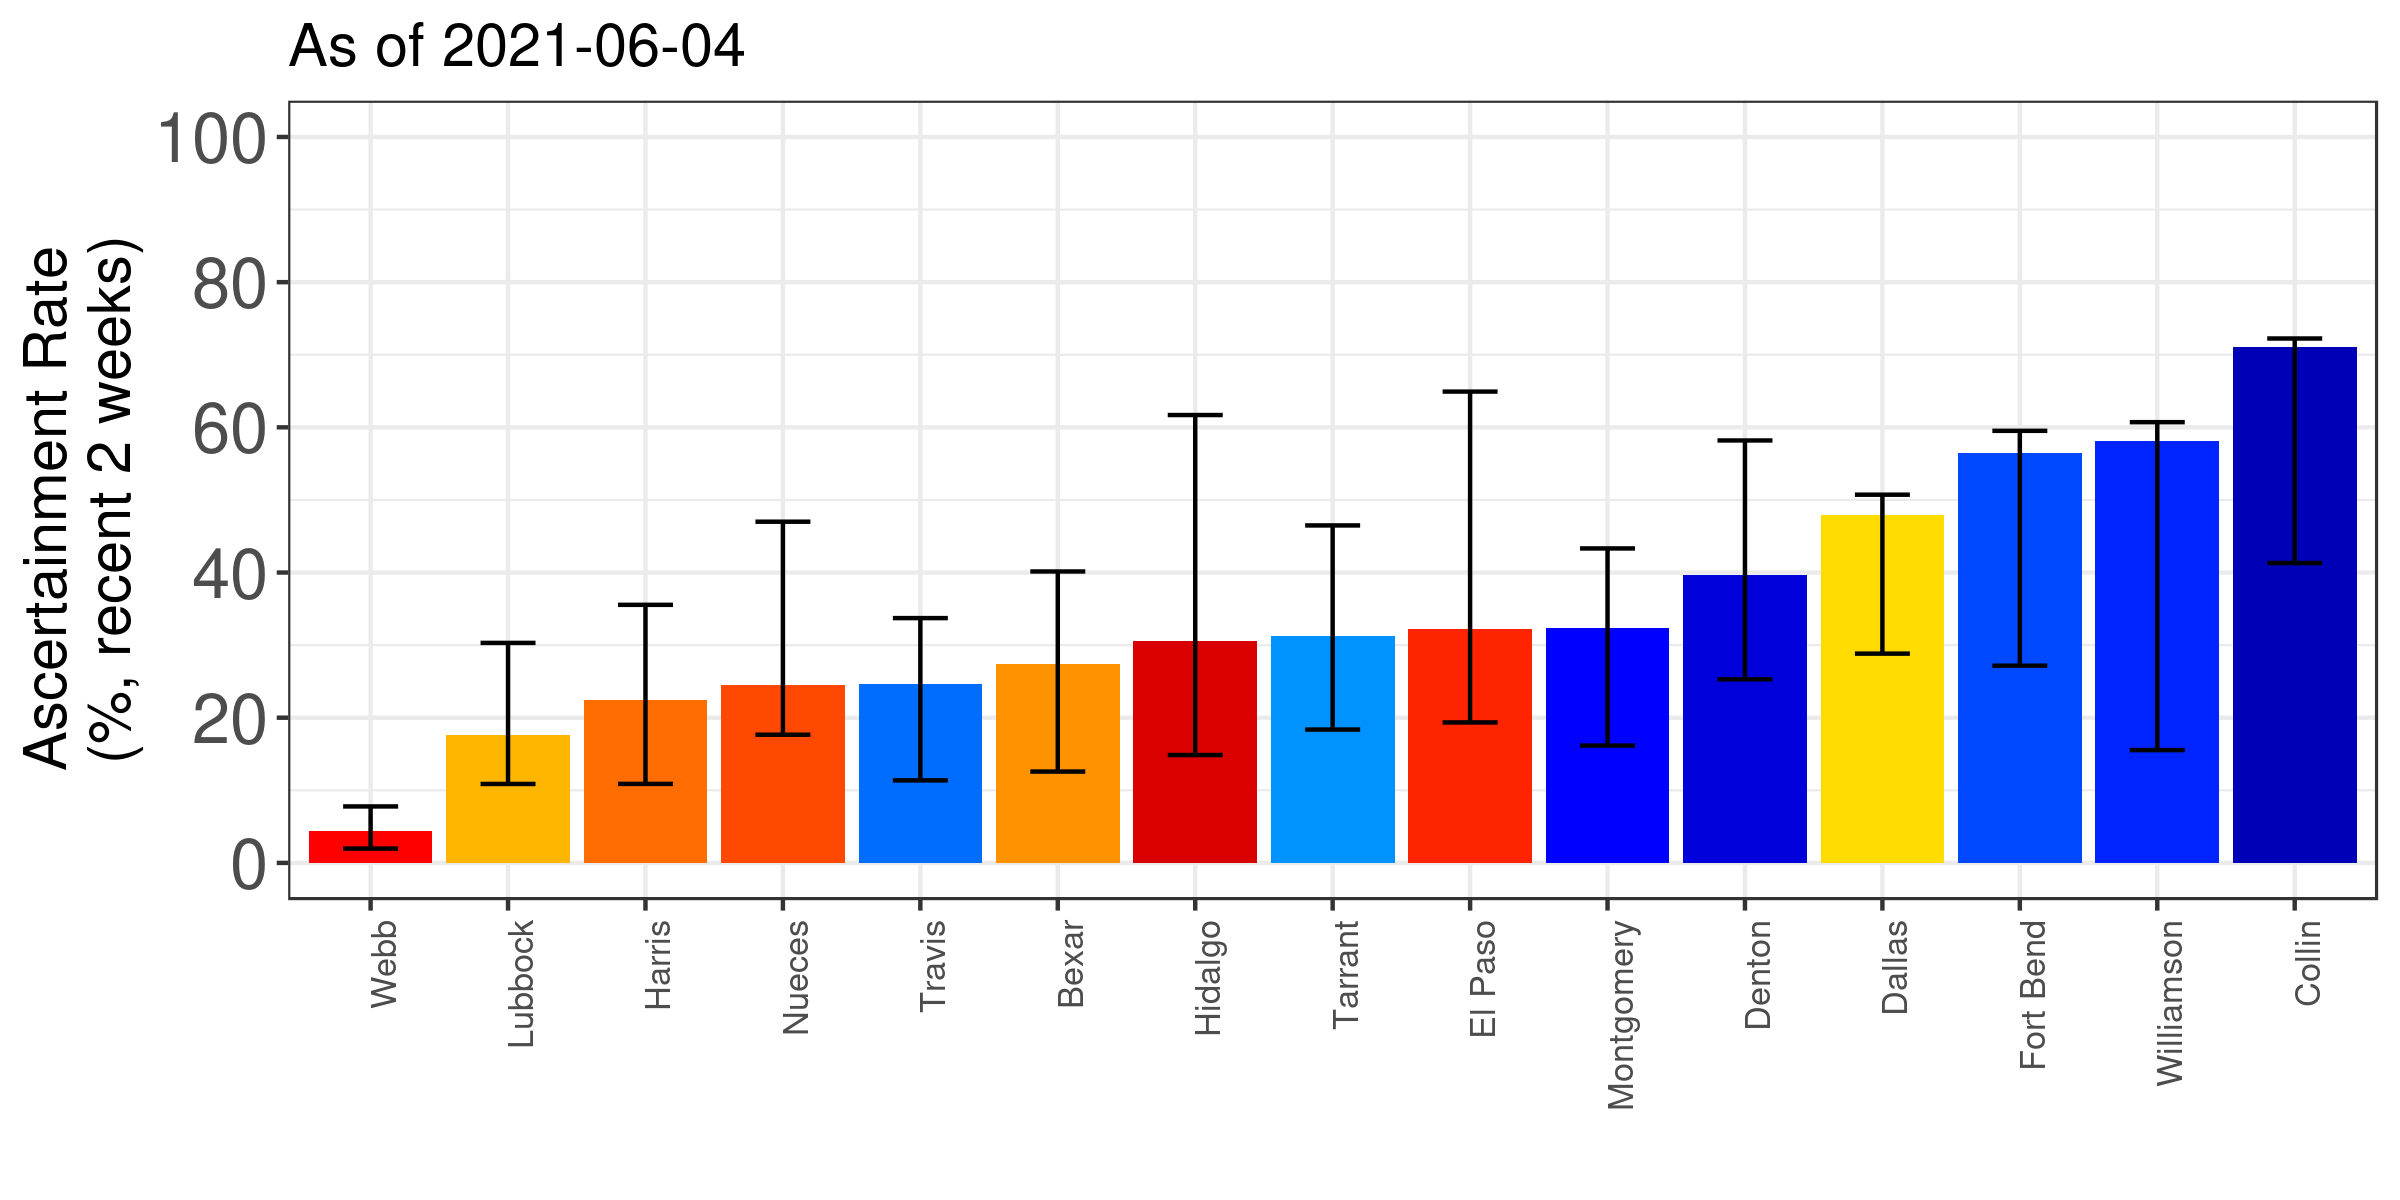 As of 2021-06-04
Ascertainment Rate
(%, recent 2 weeks)
100
80
60
40
20
0
Webb
Lubbock
Harris
Nueces
Travis
Bexar
Hidalgo
Tarrant
El Paso
Montgomery
Denton
Dallas
Fort Bend
Williamson
Collin